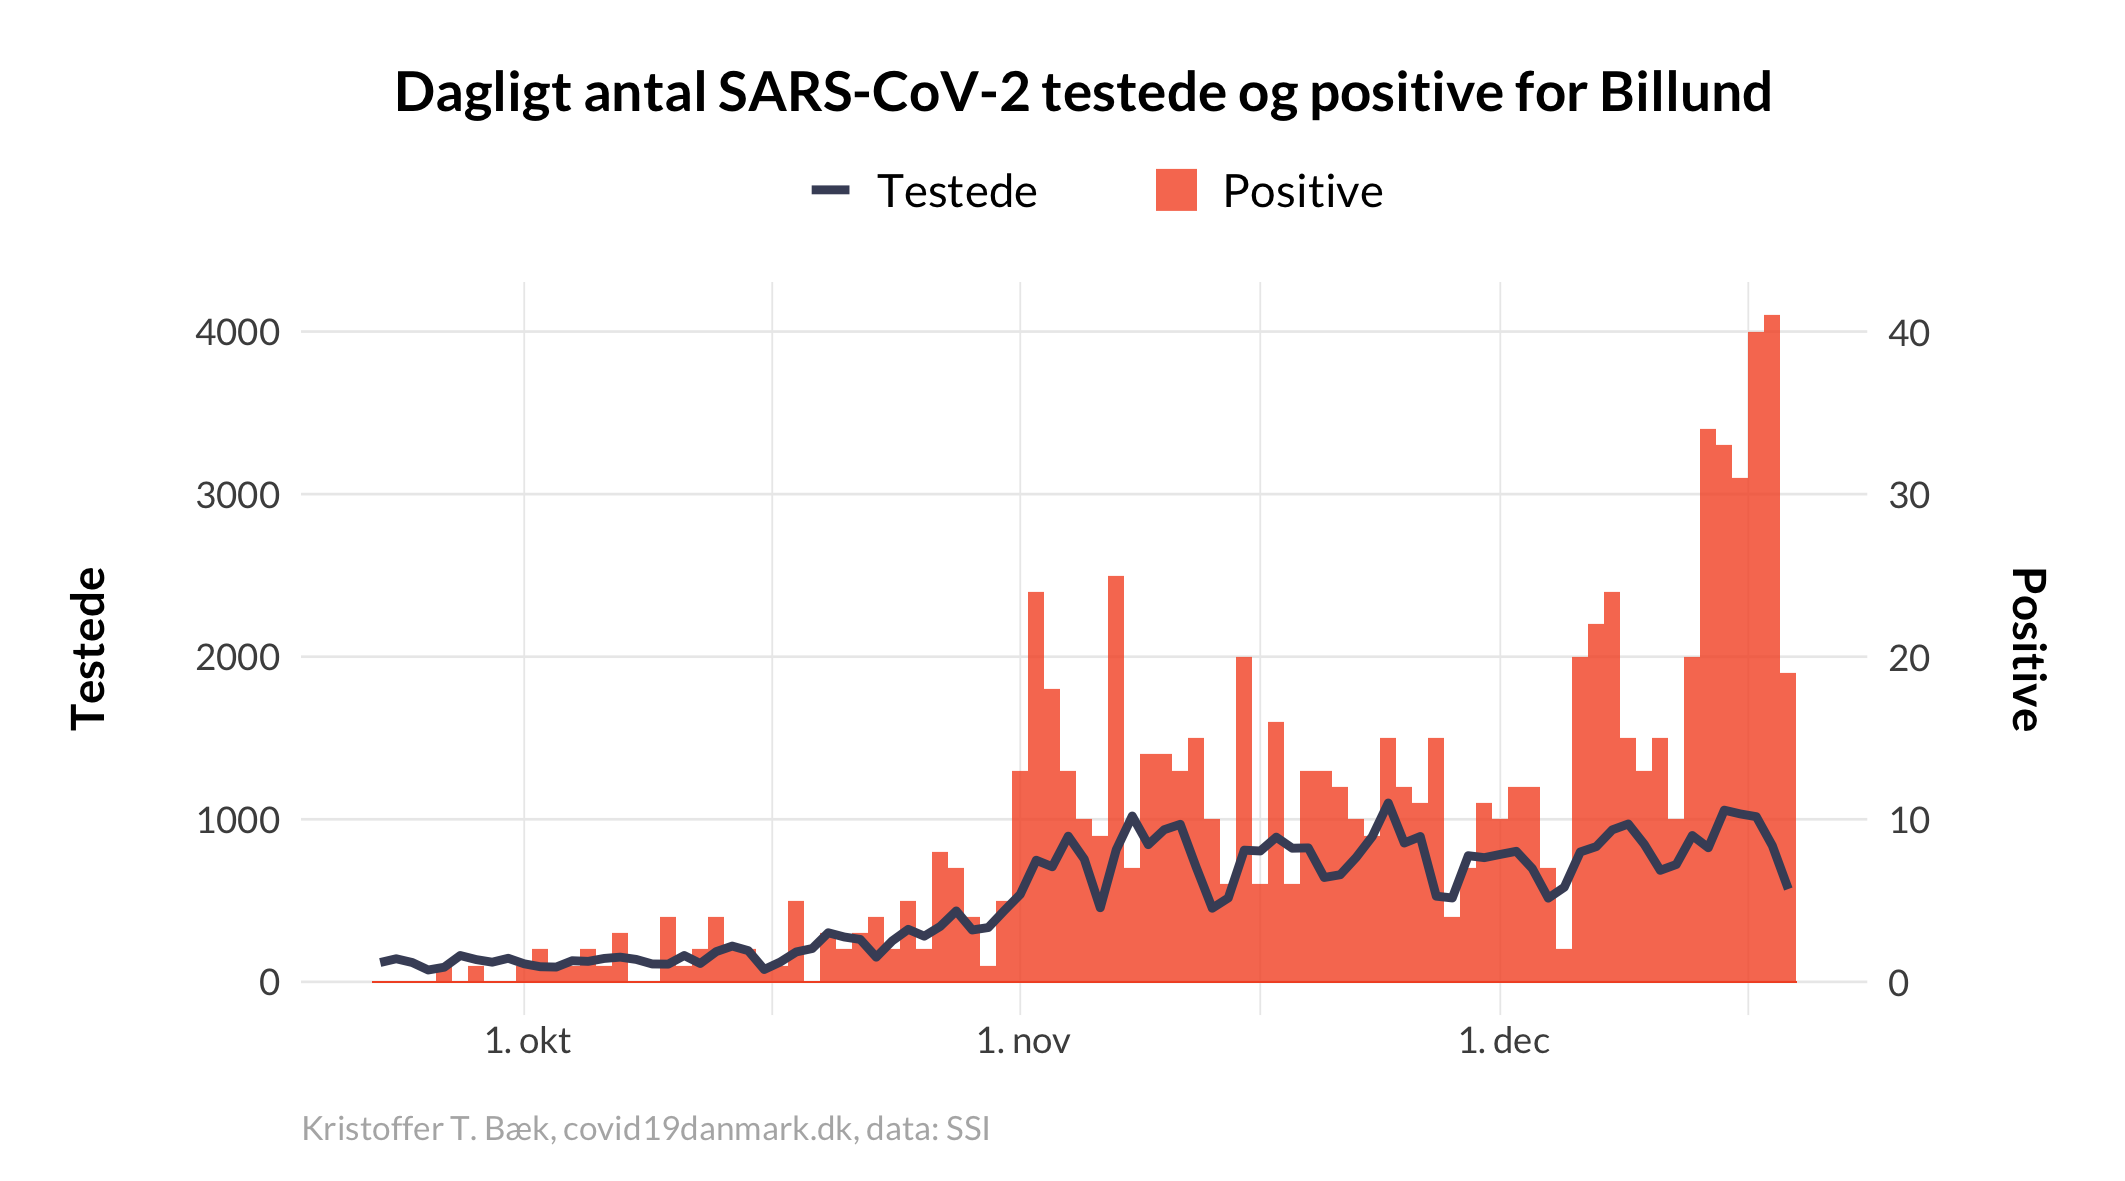 Dagligt antal SARS-CoV-2 testede og positive for Billund
Testede
Positive
4000
3000
2000
1000
0
40
30
20
10
0
Testede
Positive
1. okt
1. nov
1. dec
Kristoffer T. Bæk, covid19danmark.dk, data: SSI